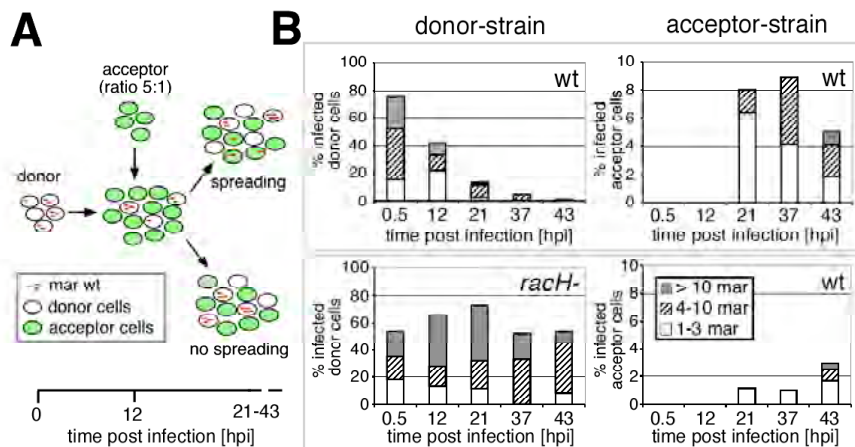 A
acceptor
(ratio 5:1)
donor
spreading
mar wt
donor cells
acceptor cells
no spreading
0
12
21-43
time post infection [hpi]
B
donor-strain
acceptor-strain
wt
% infected
donor cells
100
80
60
40
20
0
0.5
12
21
37
43
time post infection [hpi]
wt
% infected
acceptor cells
10
8
6
4
2
0
0.5
12
21
37
43
time post infection [hpi]
racH-
% infected
donor cells
100
80
60
40
20
0
0.5
12
21
37
43
time post infection [hpi]
wt
> 10 mar
4-10 mar
1-3 mar
% infected
acceptor cells
10
8
6
4
2
0
0.5
12
21
37
43
time post infection [hpi]